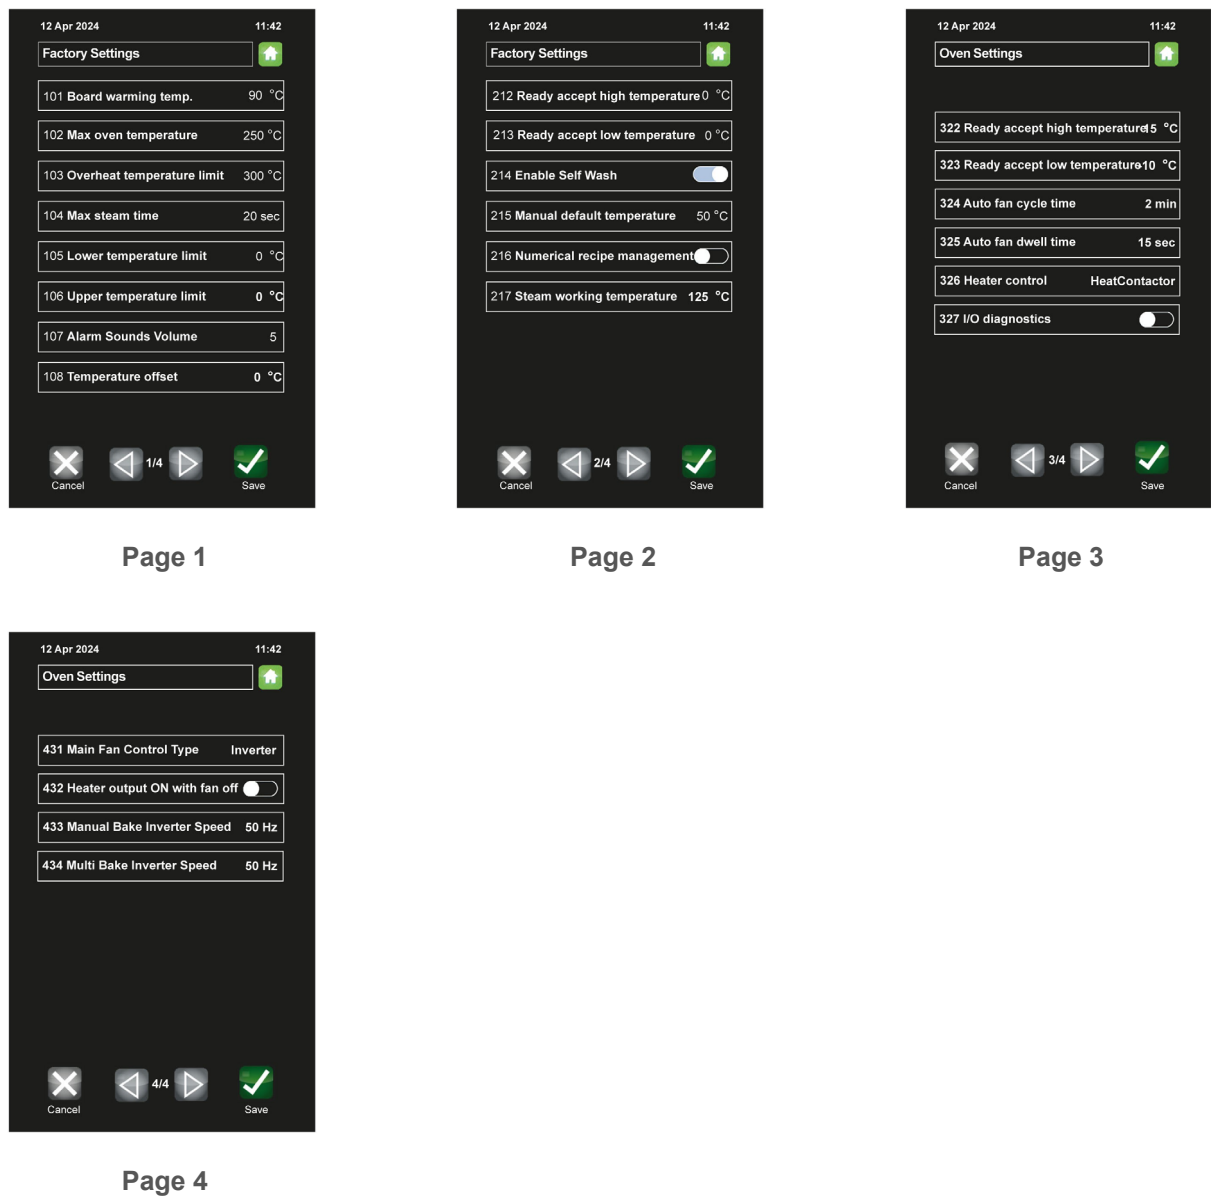 12 Apr 2024 11:42
Factory Settings
101 Board warming temp. 90 °C
102 Max oven temperature 250 °C
103 Overheat temperature limit 300 °C
104 Max steam time 20 sec
105 Lower temperature limit 0 °C
106 Upper temperature limit 0 °C
107 Alarm Sounds Volume 5
108 Temperature offset 0 °C
1/4
Cancel Save
Page 1
12 Apr 2024 11:42
Factory Settings
212 Ready accept high temperature 0 °C
213 Ready accept low temperature 0 °C
214 Enable Self Wash
215 Manual default temperature 50 °C
216 Numerical recipe management
217 Steam working temperature 125 °C
2/4
Cancel Save
Page 2
12 Apr 2024 11:42
Oven Settings
322 Ready accept high temperature 15 °C
323 Ready accept low temperature -10 °C
324 Auto fan cycle time 2 min
325 Auto fan dwell time 15 sec
326 Heater control HeatContactor
327 I/O diagnostics
3/4
Cancel Save
Page 3
12 Apr 2024 11:42
Oven Settings
431 Main Fan Control Type Inverter
432 Heater output ON with fan off
433 Manual Bake Inverter Speed 50 Hz
434 Multi Bake Inverter Speed 50 Hz
4/4
Cancel Save
Page 4